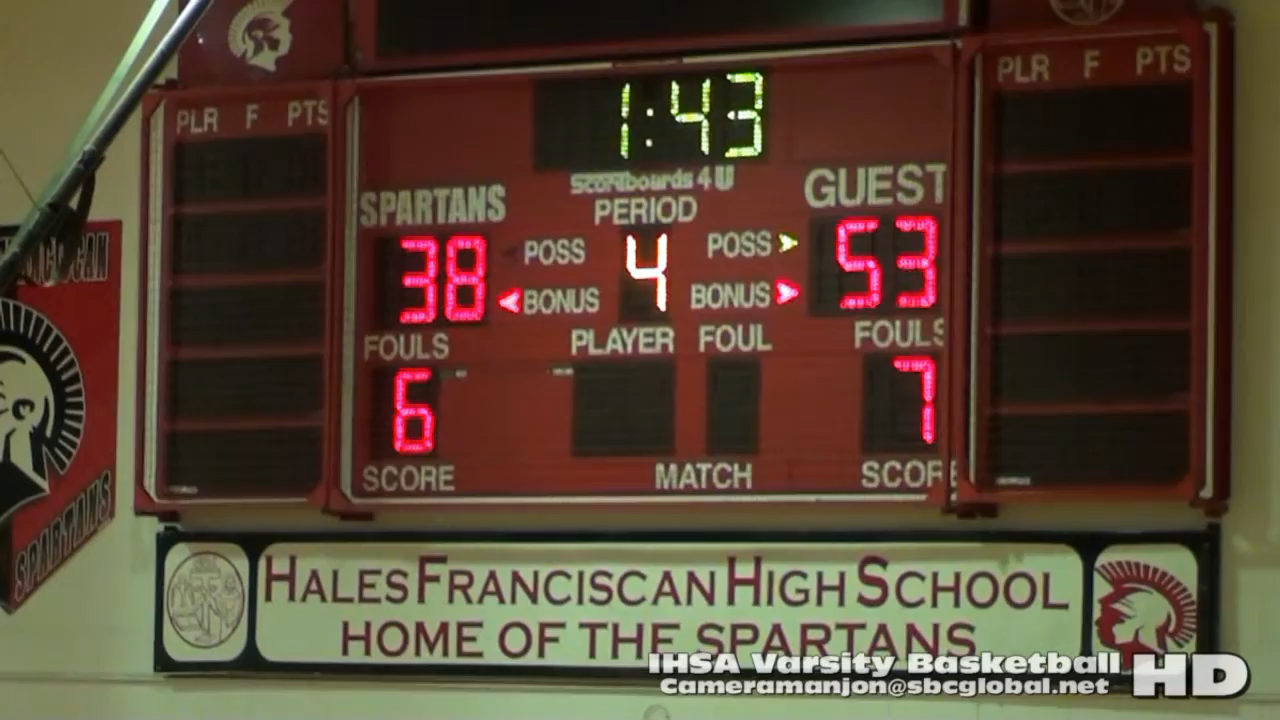 PLR F PTS
PLR F PTS
1:43
Scoreboards 4 U
SPARTANS
PERIOD
GUEST
38
POSS
4
POSS
53
BONUS
BONUS
FOULS
PLAYER FOUL
FOULS
6
7
SCORE
MATCH
SCORE
SPARTANS
HALES FRANCISCAN HIGH SCHOOL
HOME OF THE SPARTANS
IHSA Varsity Basketball HD
Cameramanjon@sbcglobal.net